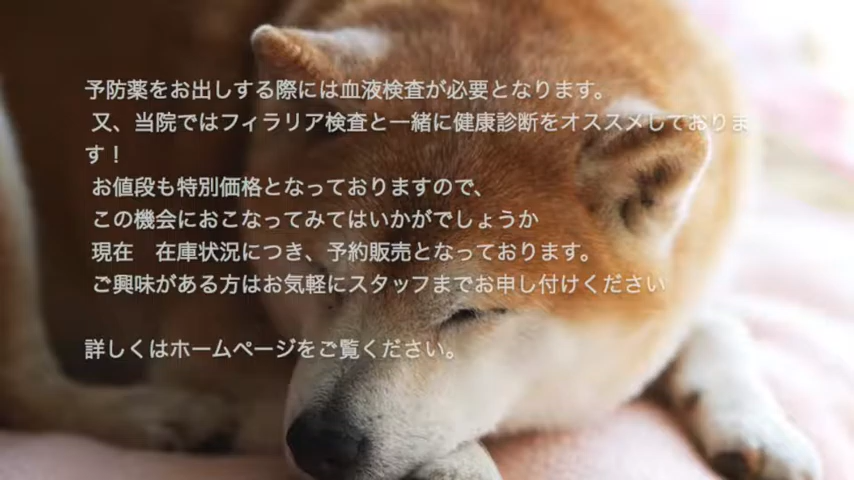 予防薬をお出しする際には血液検査が必要となります。
又、当院ではフィラリア検査と一緒に健康診断をオススメしておりま
す！
お値段も特別価格となっておりますので、
この機会におこなってみてはいかがでしょうか
現在　在庫状況につき、予約販売となっております。
ご興味がある方はお気軽にスタッフまでお申し付けください
詳しくはホームページをご覧ください。